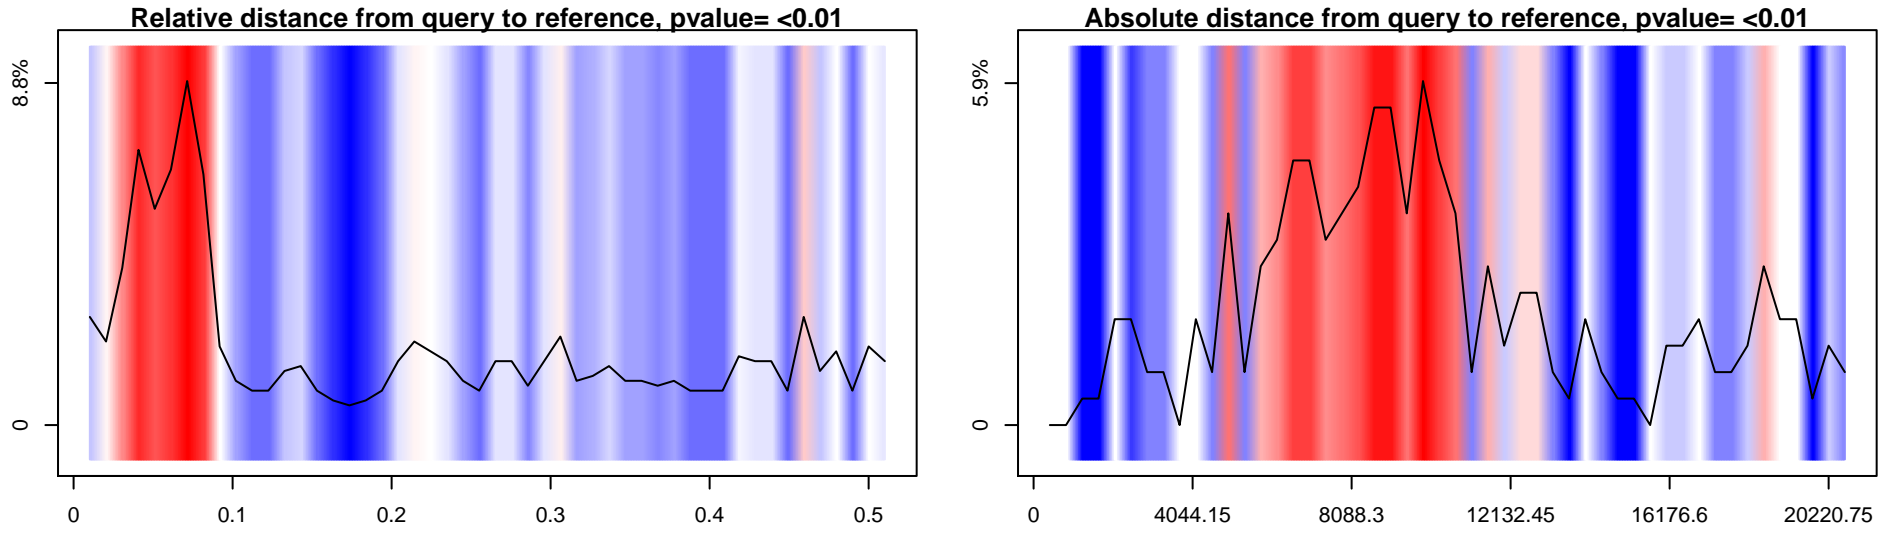 Relative distance from query to reference, pvalue= <0.01
8.8%
0
0 0.1 0.2 0.3 0.4 0.5
Absolute distance from query to reference, pvalue= <0.01
5.9%
0
0 4044.15 8088.3 12132.45 16176.6 20220.75